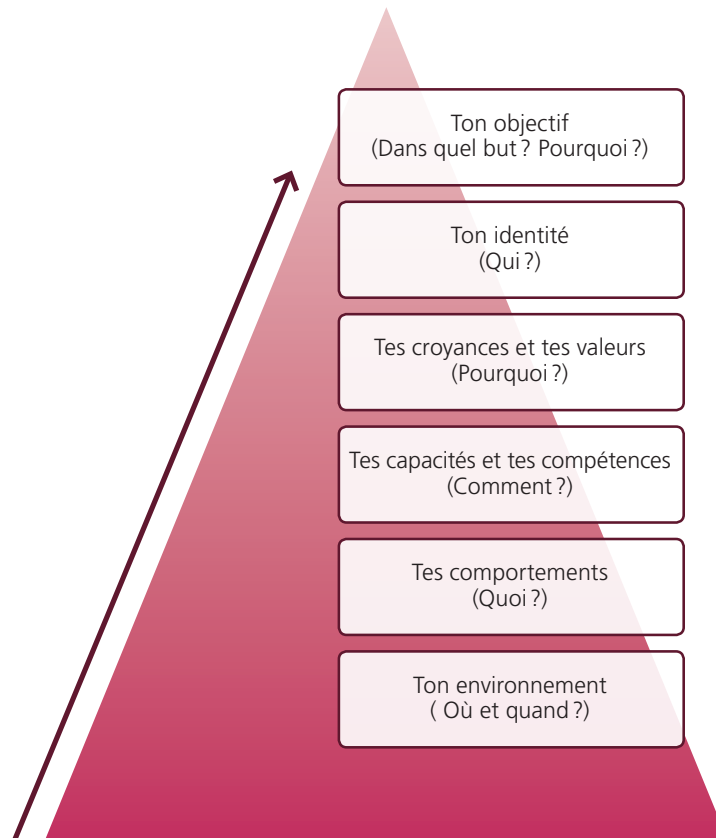 Ton objectif
(Dans quel but ? Pourquoi ?)
Ton identité
(Qui ?)
Tes croyances et tes valeurs
(Pourquoi ?)
Tes capacités et tes compétences
(Comment ?)
Tes comportements
(Quoi ?)
Ton environnement
( Où et quand ?)